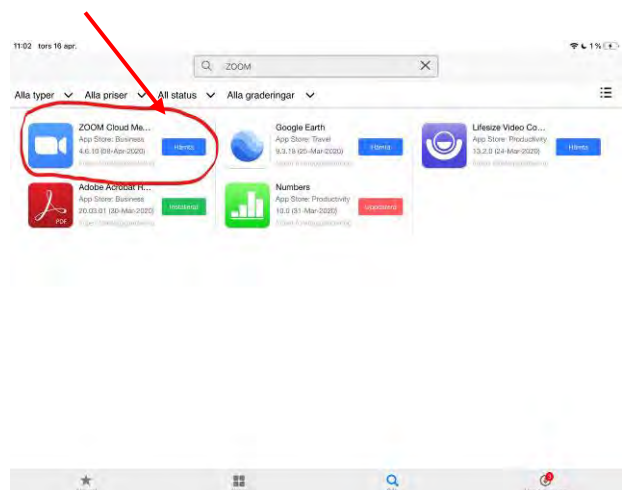 11:02 tors 16 apr.
1%
ZOOM
Alla typer Alla priser All status Alla graderingar
ZOOM Cloud Me...
App Store: Business
4.6.10 (08-Apr-2020)
Hämta
Google Earth
App Store: Travel
9.3.16 (25-Mar-2020)
Hämta
Lifesize Video Co...
App Store: Productivity
13.2.0 (24-Mar-2020)
Hämta
Adobe Acrobat R...
App Store: Business
20.03.01 (30-Mar-2020)
Installerad
PDF
Numbers
App Store: Productivity
10.0 (31-Mar-2020)
Uppdatera